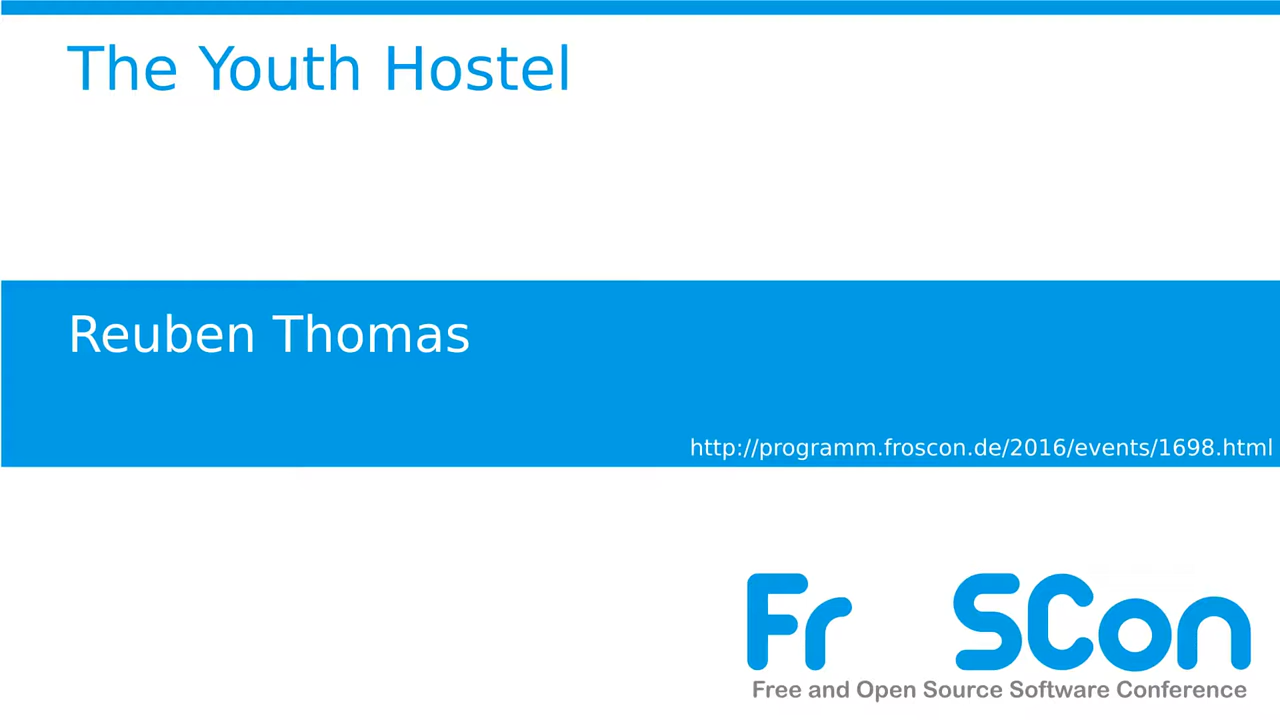 The Youth Hostel
Reuben Thomas
http://programm.froscon.de/2016/events/1698.html
Fr SCon
Free and Open Source Software Conference